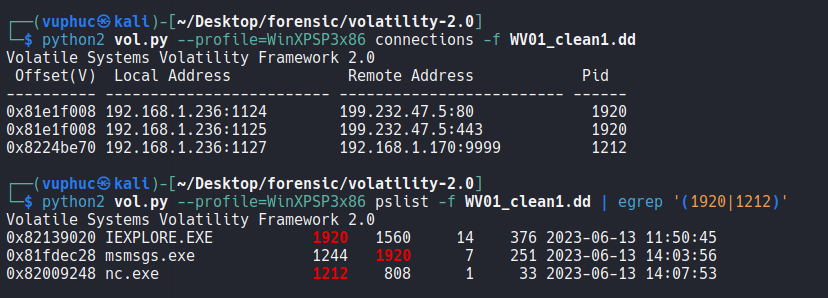 ┌──(vuphuc㉿kali)-[~/Desktop/forensic/volatility-2.0]
└─$ python2 vol.py --profile=WinXPSP3x86 connections -f WV01_clean1.dd
Volatile Systems Volatility Framework 2.0
 Offset(V)  Local Address             Remote Address            Pid
---------- ------------------------- ------------------------- ------
0x81e1f008 192.168.1.236:1124        199.232.47.5:80             1920
0x81e1f008 192.168.1.236:1125        199.232.47.5:443            1920
0x8224be70 192.168.1.236:1127        192.168.1.170:9999          1212
┌──(vuphuc㉿kali)-[~/Desktop/forensic/volatility-2.0]
└─$ python2 vol.py --profile=WinXPSP3x86 pslist -f WV01_clean1.dd | egrep '(1920|1212)'
Volatile Systems Volatility Framework 2.0
0x82139020 IEXPLORE.EXE           1920   1560     14    376 2023-06-13 11:50:45
0x81fdec28 msmsgs.exe             1244   1920      7    251 2023-06-13 14:03:56
0x82009248 nc.exe                 1212    808      1     33 2023-06-13 14:07:53